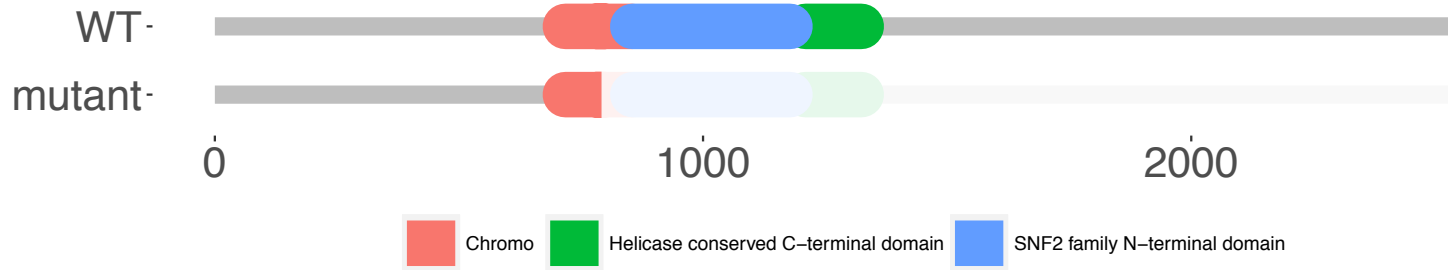 WT
mutant
0 1000 2000
Chromo Helicase conserved C−terminal domain SNF2 family N−terminal domain